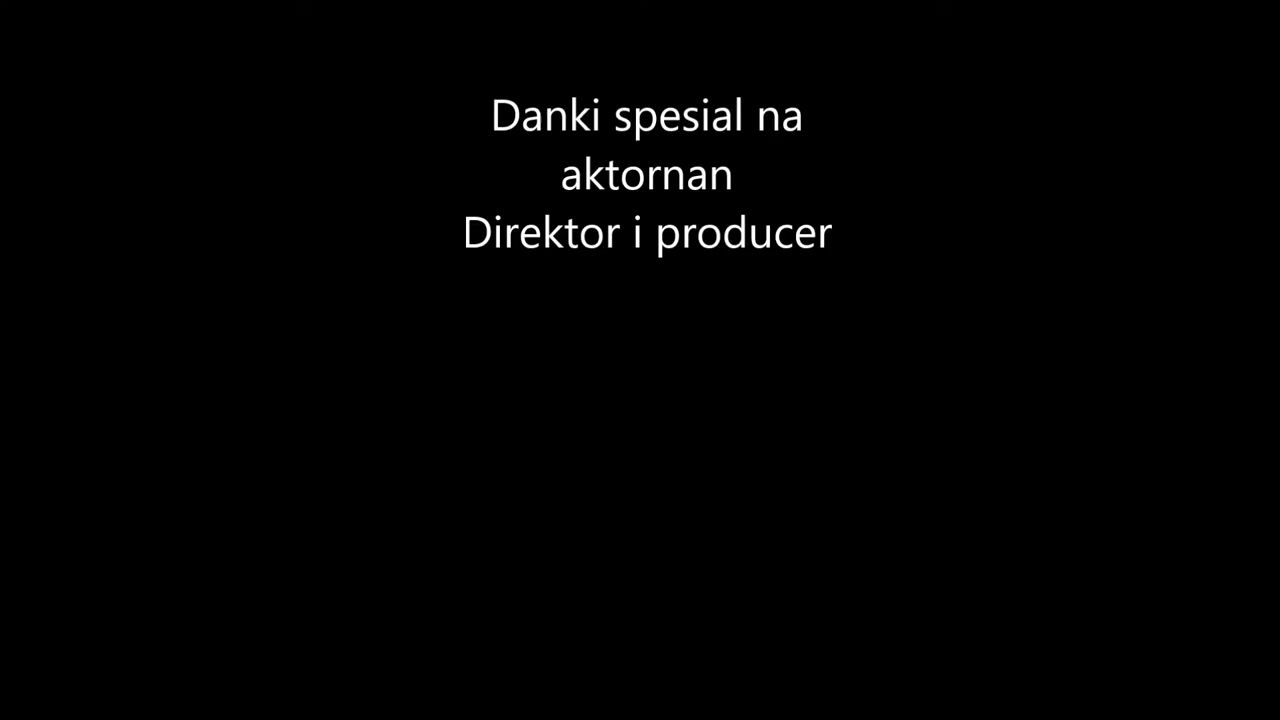 Danki spesial na
aktornan
Direktor i producer